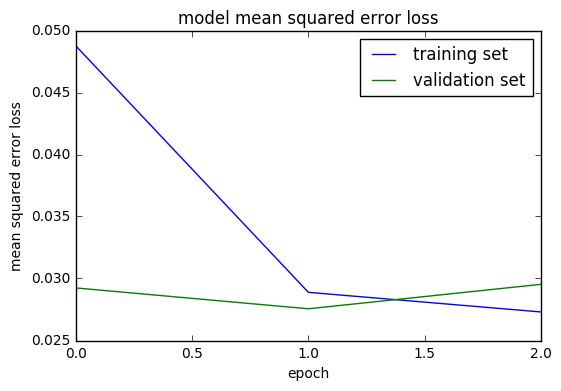 model mean squared error loss
training set
validation set
mean squared error loss
0.050
0.045
0.040
0.035
0.030
0.025
0.0
0.5
1.0
1.5
2.0
epoch